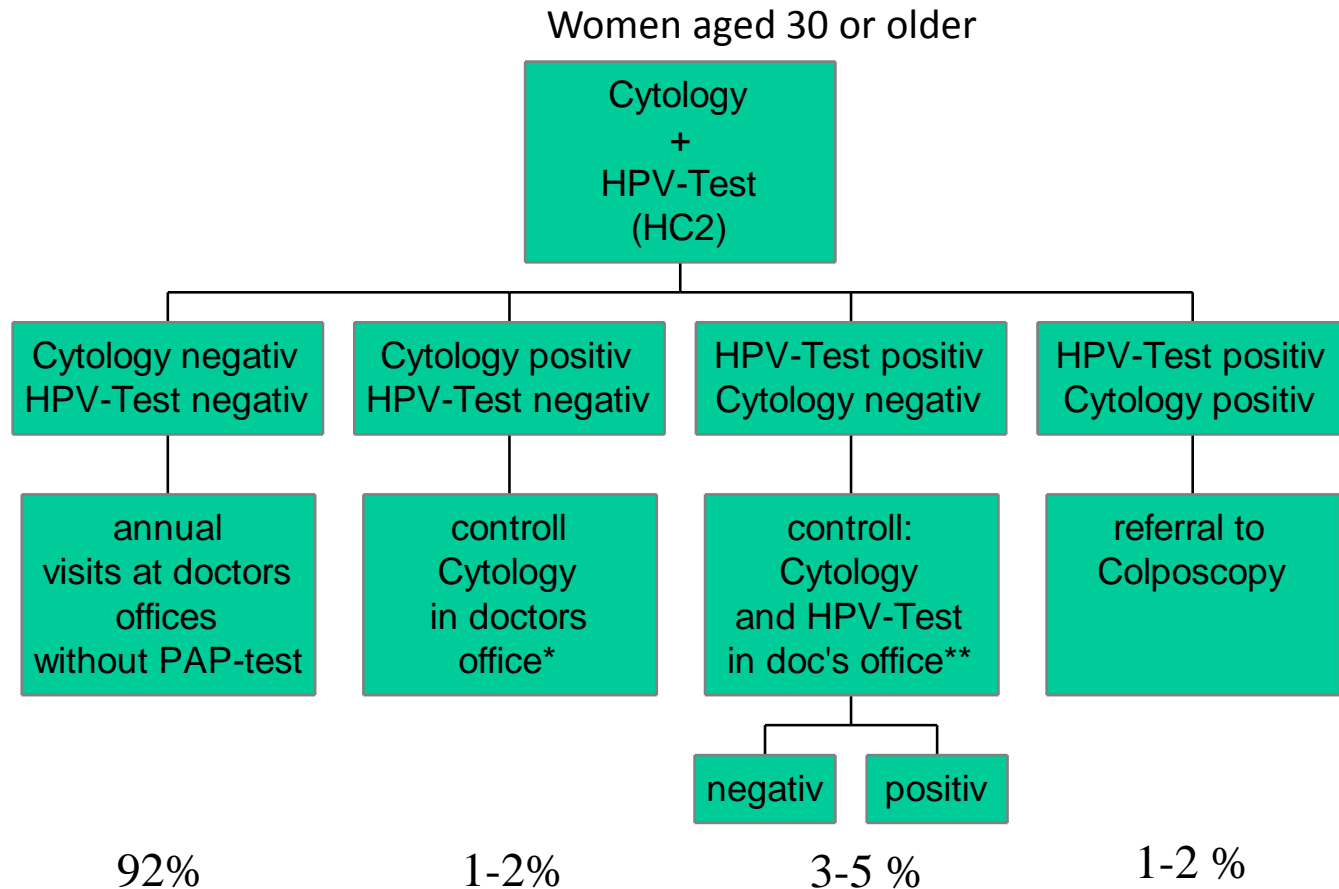 Women aged 30 or older
Cytology
+
HPV-Test
(HC2)
Cytology negativ
HPV-Test negativ
Cytology positiv
HPV-Test negativ
HPV-Test positiv
Cytology negativ
HPV-Test positiv
Cytology positiv
annual
visits at doctors
offices
without PAP-test
controll
Cytology
in doctors
office*
controll:
Cytology
and HPV-Test
in doc's office**
referral to
Colposcopy
negativ
positiv
92%
1-2%
3-5 %
1-2 %